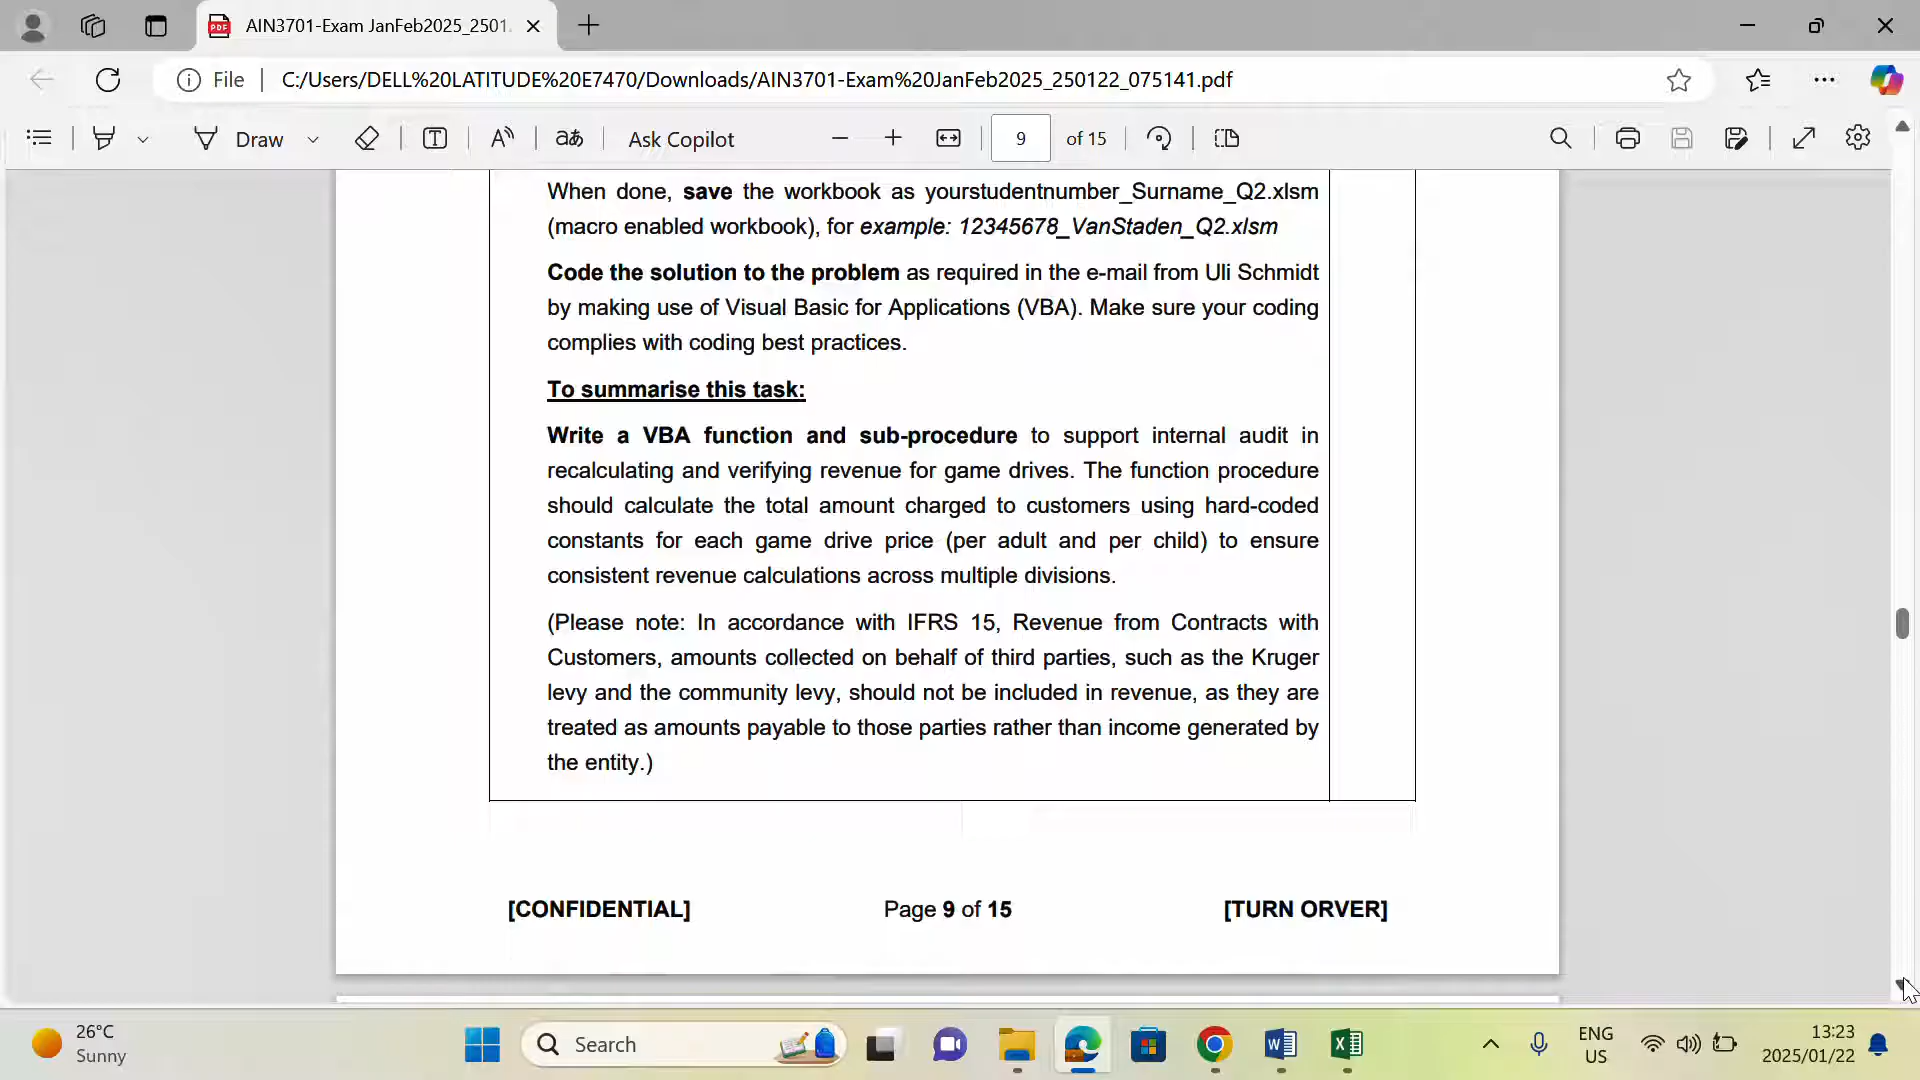 AIN3701-Exam JanFeb2025_2501
File
C:/Users/DELL%20LATITUDE%20E7470/Downloads/AIN3701-Exam%20JanFeb2025_250122_075141.pdf
Draw
Ask Copilot
9
of 15
When done, save the workbook as yourstudentnumber_Surname_Q2.xlsm
(macro enabled workbook), for example: 12345678_VanStaden_Q2.xlsm
Code the solution to the problem as required in the e-mail from Uli Schmidt
by making use of Visual Basic for Applications (VBA). Make sure your coding
complies with coding best practices.
To summarise this task:
Write a VBA function and sub-procedure to support internal audit in
recalculating and verifying revenue for game drives. The function procedure
should calculate the total amount charged to customers using hard-coded
constants for each game drive price (per adult and per child) to ensure
consistent revenue calculations across multiple divisions.
(Please note: In accordance with IFRS 15, Revenue from Contracts with
Customers, amounts collected on behalf of third parties, such as the Kruger
levy and the community levy, should not be included in revenue, as they are
treated as amounts payable to those parties rather than income generated by
the entity.)
[CONFIDENTIAL]
Page 9 of 15
[TURN ORVER]
26°C
Sunny
Search
ENG
US
13:23
2025/01/22